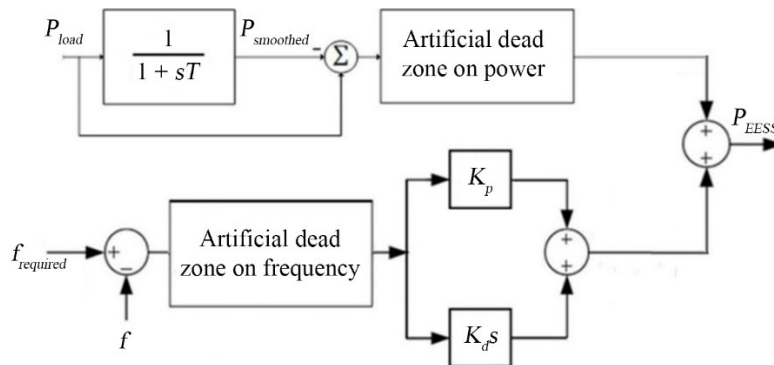 P_load
1
1 + sT
P_smoothed
-
Σ
Artificial dead
zone on power
+
+
P_EESS
f_required
+
−
f
Artificial dead
zone on frequency
K_p
K_d s
+
+